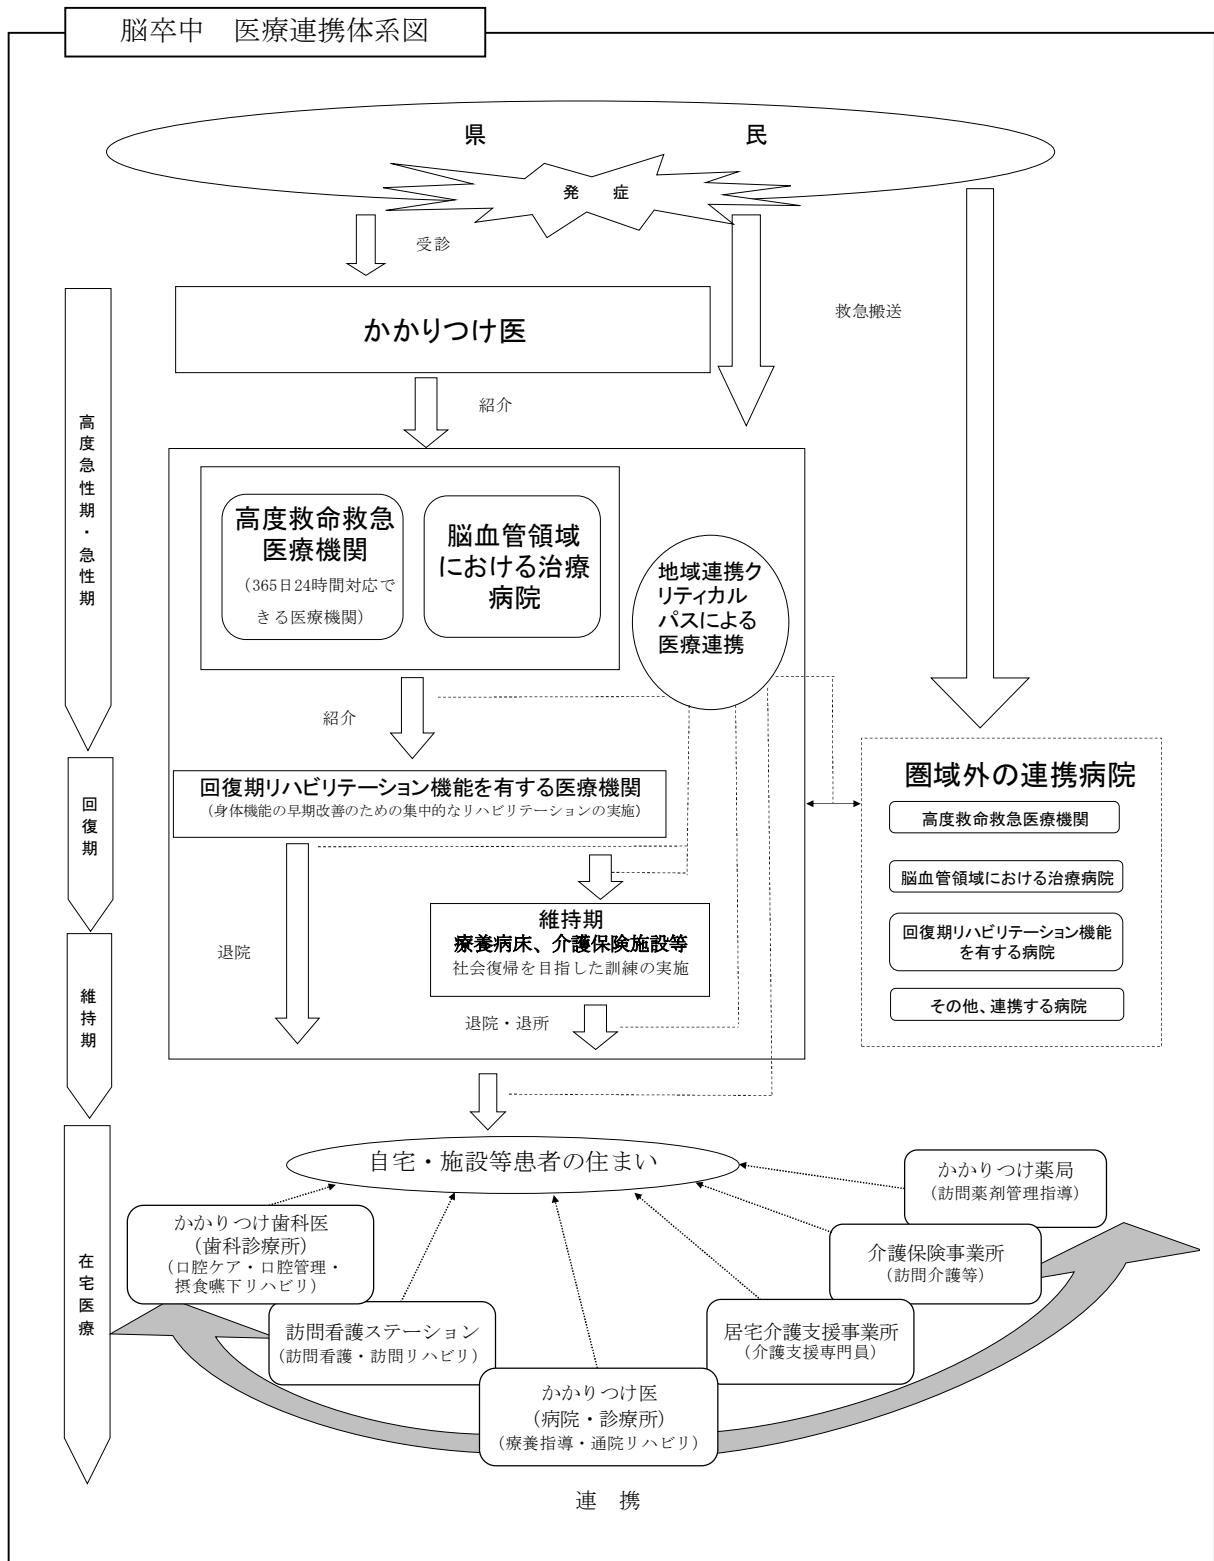 脳卒中　医療連携体系図
県　民
発　症
受診
救急搬送
かかりつけ医
紹介
高度急性期・急性期
高度救命救急
医療機関
（365日24時間対応で
きる医療機関）
脳血管領域
における治療
病院
地域連携ク
リティカル
パスによる
医療連携
紹介
回復期
回復期リハビリテーション機能を有する医療機関
（身体機能の早期改善のための集中的なリハビリテーションの実施）
圏域外の連携病院
高度救命救急医療機関
脳血管領域における治療病院
回復期リハビリテーション機能
を有する病院
その他、連携する病院
維持期
退院
維持期
療養病床、介護保険施設等
社会復帰を目指した訓練の実施
退院・退所
在宅医療
自宅・施設等患者の住まい
かかりつけ薬局
（訪問薬剤管理指導）
かかりつけ歯科医
（歯科診療所）
（口腔ケア・口腔管理・
摂食嚥下リハビリ）
介護保険事業所
（訪問介護等）
訪問看護ステーション
（訪問看護・訪問リハビリ）
居宅介護支援事業所
（介護支援専門員）
かかりつけ医
（病院・診療所）
（療養指導・通院リハビリ）
連　携